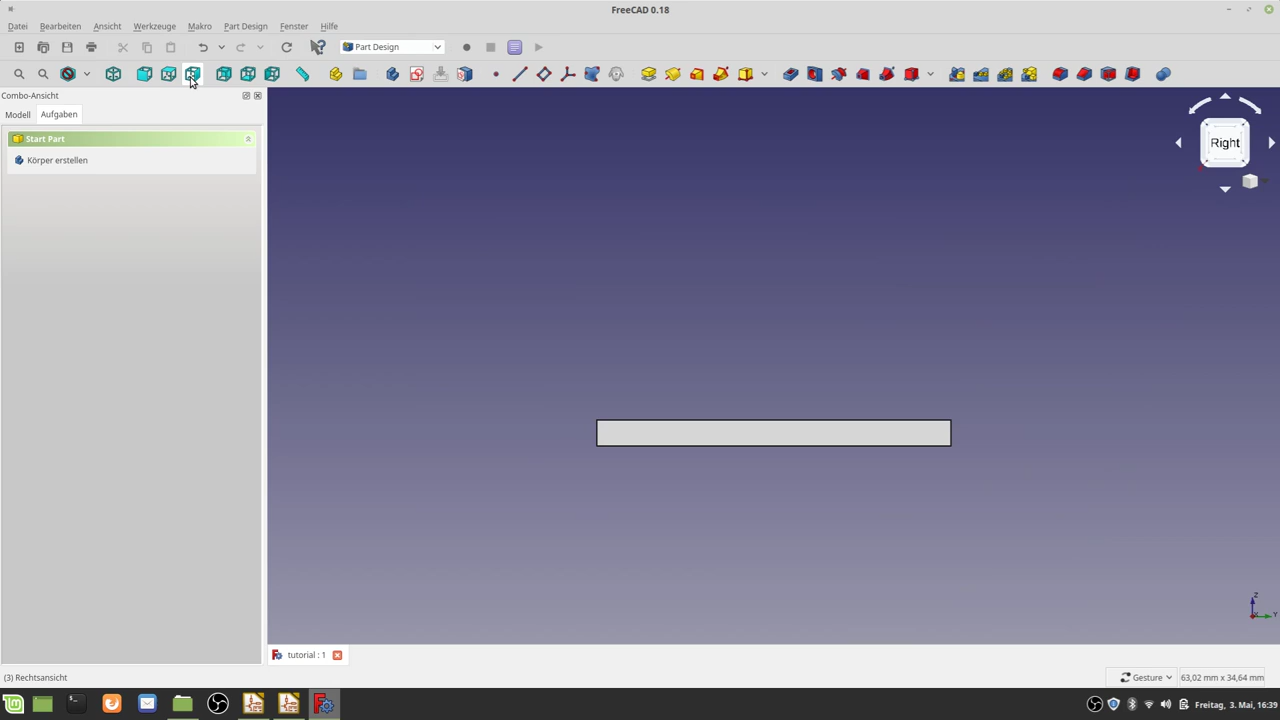 FreeCAD 0.18
Datei Bearbeiten Ansicht Werkzeuge Makro Part Design Fenster Hilfe
Part Design
Combo-Ansicht
Modell Aufgaben
Start Part
Körper erstellen
Right
Z
Y
tutorial : 1
(3) Rechtsansicht
Gesture
63,02 mm x 34,64 mm
Freitag, 3. Mai, 16:39